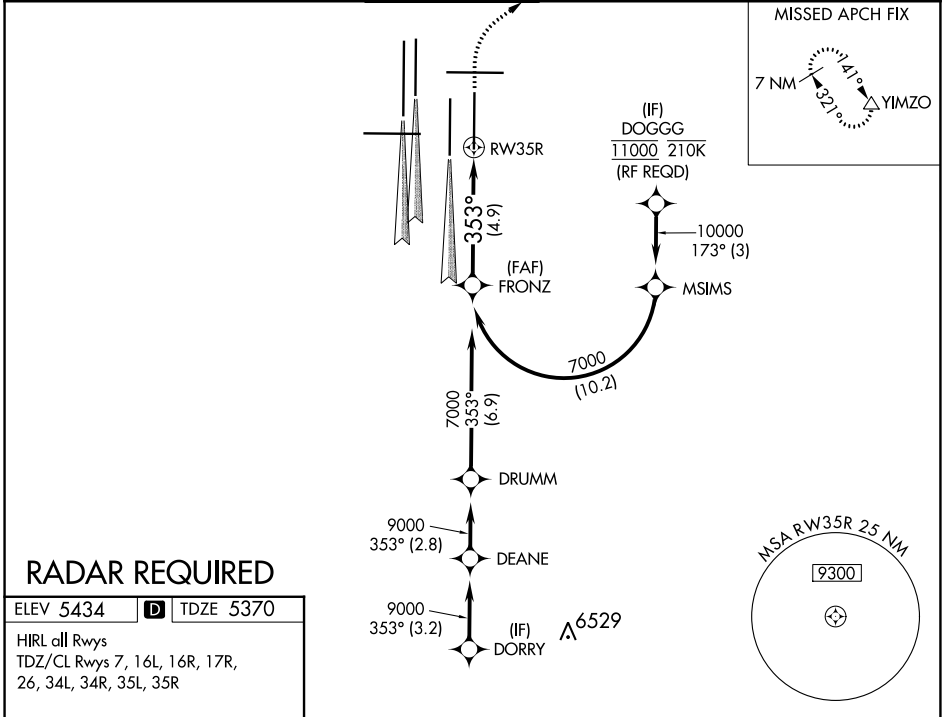 MISSED APCH FIX
7 NM
141°
321°
YIMZO
(IF)
DOGGG
11000 210K
(RF REQD)
RW35R
353°
(4.9)
10000
173° (3)
(FAF)
FRONZ
MSIMS
7000
(10.2)
7000
353°
(6.9)
DRUMM
9000
353° (2.8)
DEANE
9000
353° (3.2)
(IF)
DORRY
6529
MSA RW35R 25 NM
9300
RADAR REQUIRED
ELEV 5434 D TDZE 5370
HIRL all Rwys
TDZ/CL Rwys 7, 16L, 16R, 17R,
26, 34L, 34R, 35L, 35R